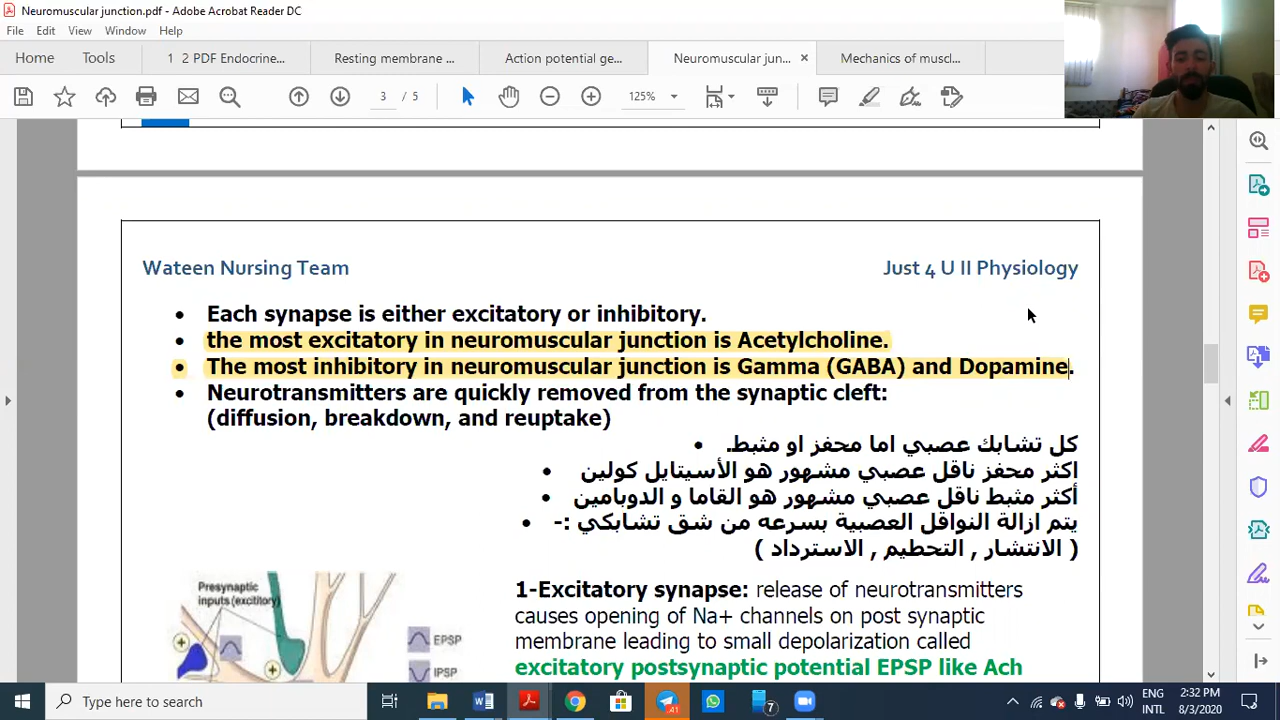 Neuromuscular junction.pdf - Adobe Acrobat Reader DC
File Edit View Window Help
Home Tools 1 2 PDF Endocrine... Resting membrane ... Action potential ge... Neuromuscular jun... × Mechanics of muscl...
3 / 5 125%
Wateen Nursing Team Just 4 U II Physiology
• Each synapse is either excitatory or inhibitory.
• the most excitatory in neuromuscular junction is Acetylcholine.
• The most inhibitory in neuromuscular junction is Gamma (GABA) and Dopamine.
• Neurotransmitters are quickly removed from the synaptic cleft:
(diffusion, breakdown, and reuptake)
كل تشابك عصبي اما محفز او مثبط.
اكثر محفز ناقل عصبي مشهور هو الأسيتايل كولين
أكثر مثبط ناقل عصبي مشهور هو القاما و الدوبامين
يتم ازالة النواقل العصبية بسرعه من شق تشابكي :-
( الانتشار , التحطيم , الاسترداد )
Presynaptic
inputs (excitory)
EPSP
IPSP
1-Excitatory synapse: release of neurotransmitters
causes opening of Na+ channels on post synaptic
membrane leading to small depolarization called
excitatory postsynaptic potential EPSP like Ach
Type here to search
41
7
ENG
INTL
2:32 PM
8/3/2020